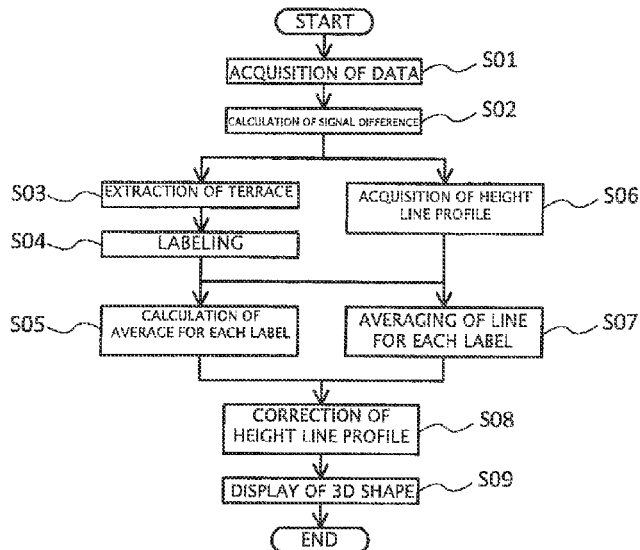 START
ACQUISITION OF DATA
S01
CALCULATION OF SIGNAL DIFFERENCE
S02
S03
EXTRACTION OF TERRACE
ACQUISITION OF HEIGHT
LINE PROFILE
S06
S04
LABELING
S05
CALCULATION OF
AVERAGE FOR EACH LABEL
AVERAGING OF LINE
FOR EACH LABEL
S07
CORRECTION OF
HEIGHT LINE PROFILE
S08
DISPLAY OF 3D SHAPE
S09
END